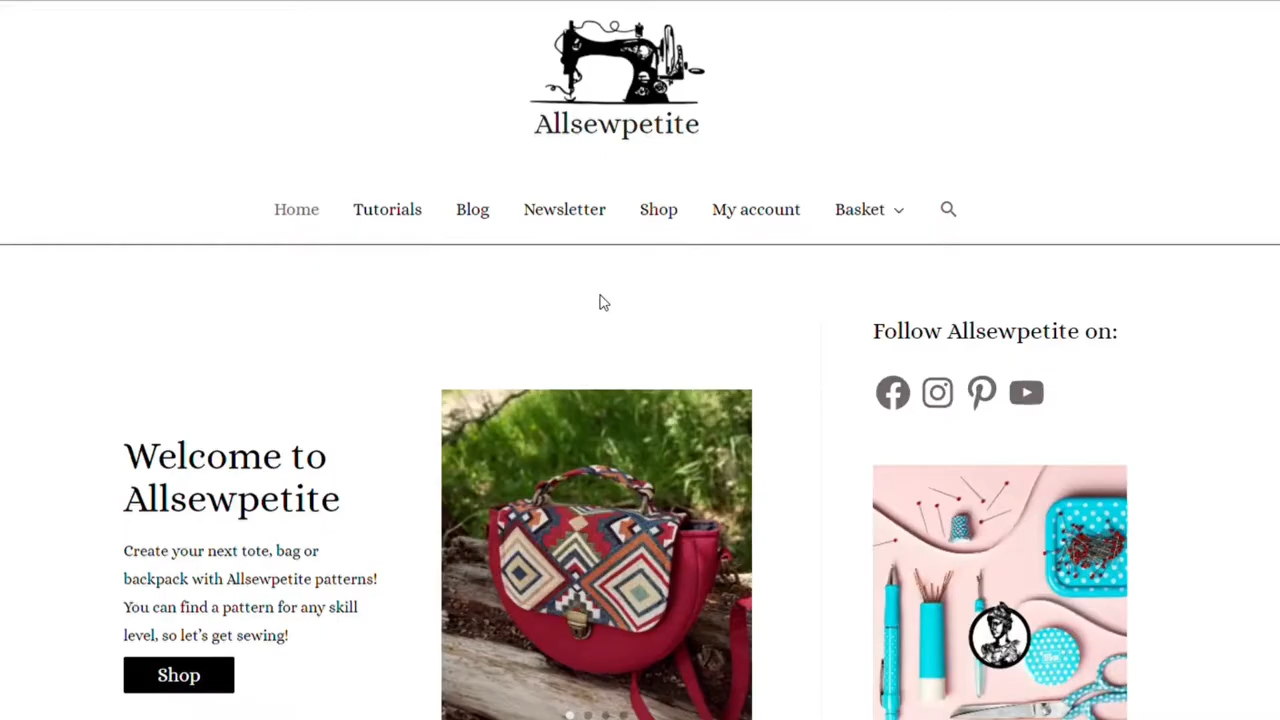 Allsewpetite
Home Tutorials Blog Newsletter Shop My account Basket
Follow Allsewpetite on:
Welcome to
Allsewpetite
Create your next tote, bag or
backpack with Allsewpetite patterns!
You can find a pattern for any skill
level, so let's get sewing!
Shop